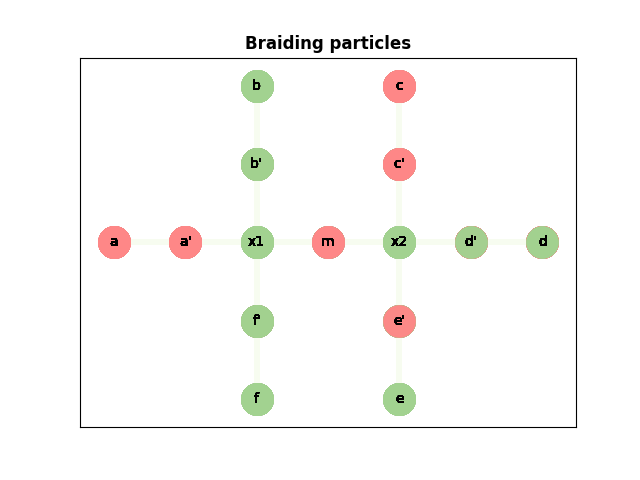 Braiding particles
b c
b' c'
a a' x1 m x2 d' d
f' e'
f e